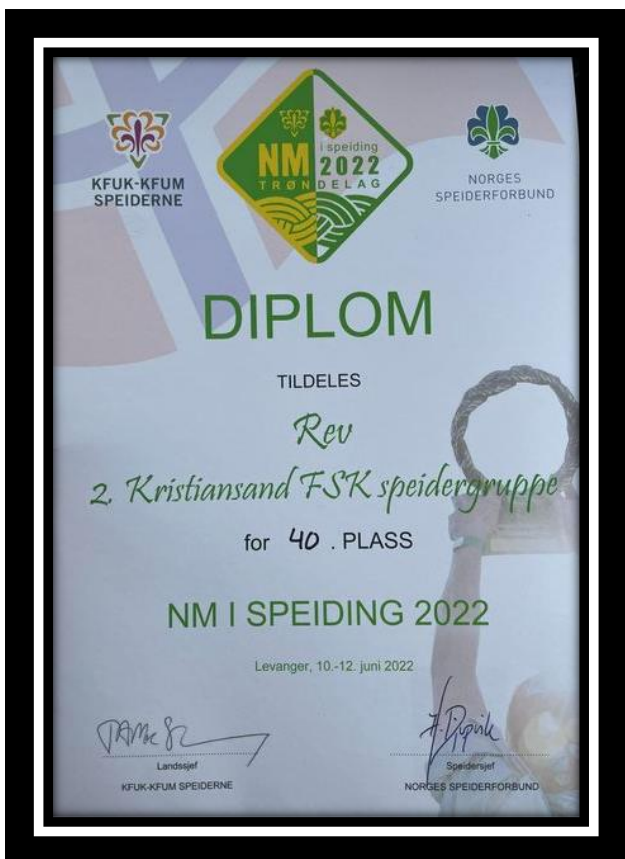 KFUK-KFUM
SPEIDERNE
NM i speiding
2022
TRØNDELAG
NORGES
SPEIDERFORBUND
DIPLOM
TILDELES
Rev
2. Kristiansand FSK speidergruppe
for 40 . PLASS
NM I SPEIDING 2022
Levanger, 10.-12. juni 2022
Landssjef
KFUK-KFUM SPEIDERNE
Speidersjef
NORGES SPEIDERFORBUND